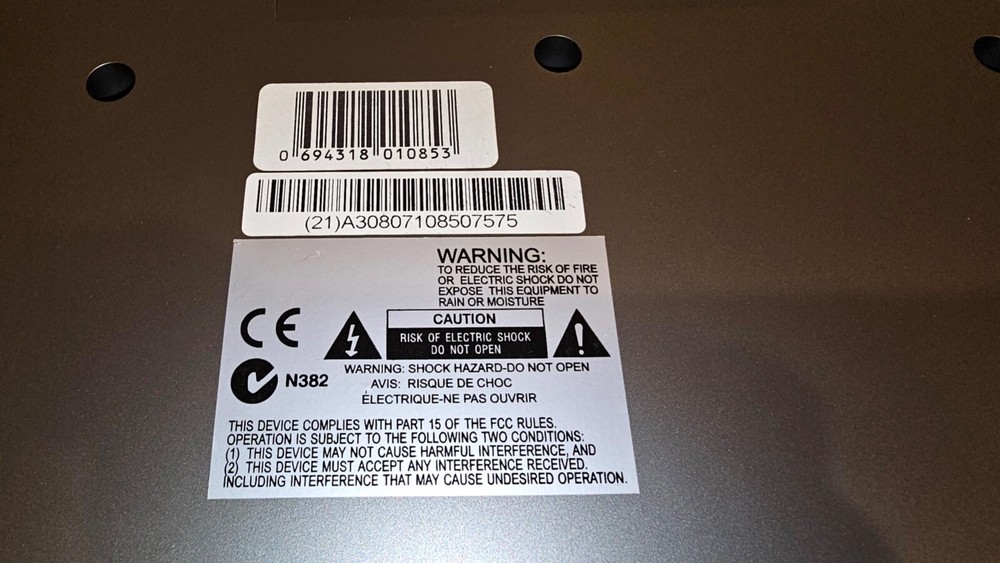 0 694318 010853
(21)A30807108507575
WARNING:
TO REDUCE THE RISK OF FIRE
OR ELECTRIC SHOCK DO NOT
EXPOSE THIS EQUIPMENT TO
RAIN OR MOISTURE
CE
CAUTION
RISK OF ELECTRIC SHOCK
DO NOT OPEN
N382
WARNING: SHOCK HAZARD-DO NOT OPEN
AVIS: RISQUE DE CHOC
ÉLECTRIQUE-NE PAS OUVRIR
THIS DEVICE COMPLIES WITH PART 15 OF THE FCC RULES.
OPERATION IS SUBJECT TO THE FOLLOWING TWO CONDITIONS:
(1) THIS DEVICE MAY NOT CAUSE HARMFUL INTERFERENCE, AND
(2) THIS DEVICE MUST ACCEPT ANY INTERFERENCE RECEIVED.
INCLUDING INTERFERENCE THAT MAY CAUSE UNDESIRED OPERATION.